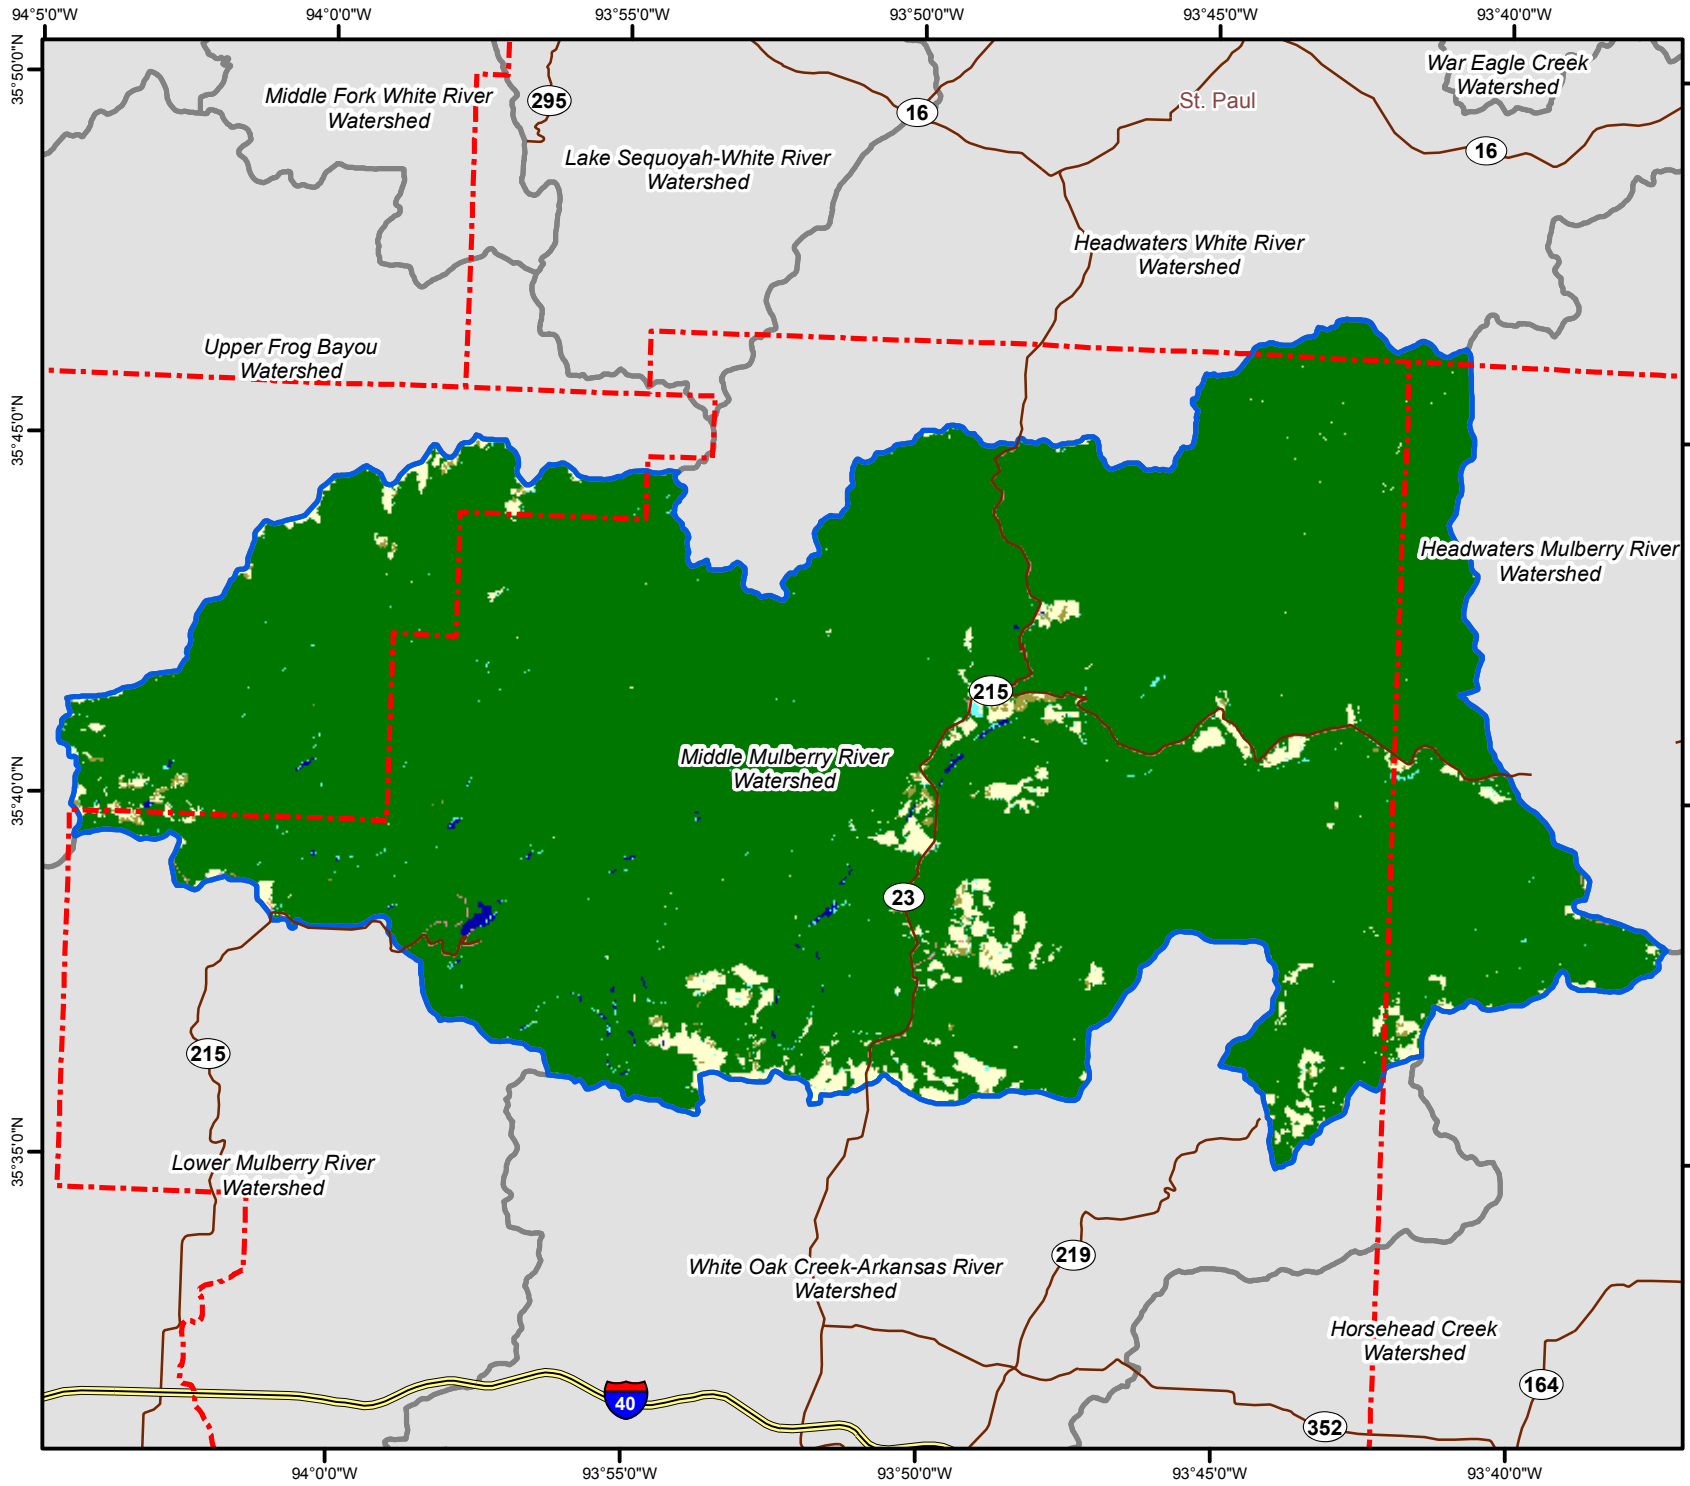 94°5'0"W
94°0'0"W
93°55'0"W
93°50'0"W
93°45'0"W
93°40'0"W
35°50'0"N
35°45'0"N
35°40'0"N
35°35'0"N
War Eagle Creek
Watershed
Middle Fork White River
Watershed
295
16
St. Paul
16
Lake Sequoyah-White River
Watershed
Headwaters White River
Watershed
Upper Frog Bayou
Watershed
Headwaters Mulberry River
Watershed
215
Middle Mulberry River
Watershed
23
215
Lower Mulberry River
Watershed
219
White Oak Creek-Arkansas River
Watershed
Horsehead Creek
Watershed
164
40
352
94°0'0"W
93°55'0"W
93°50'0"W
93°45'0"W
93°40'0"W